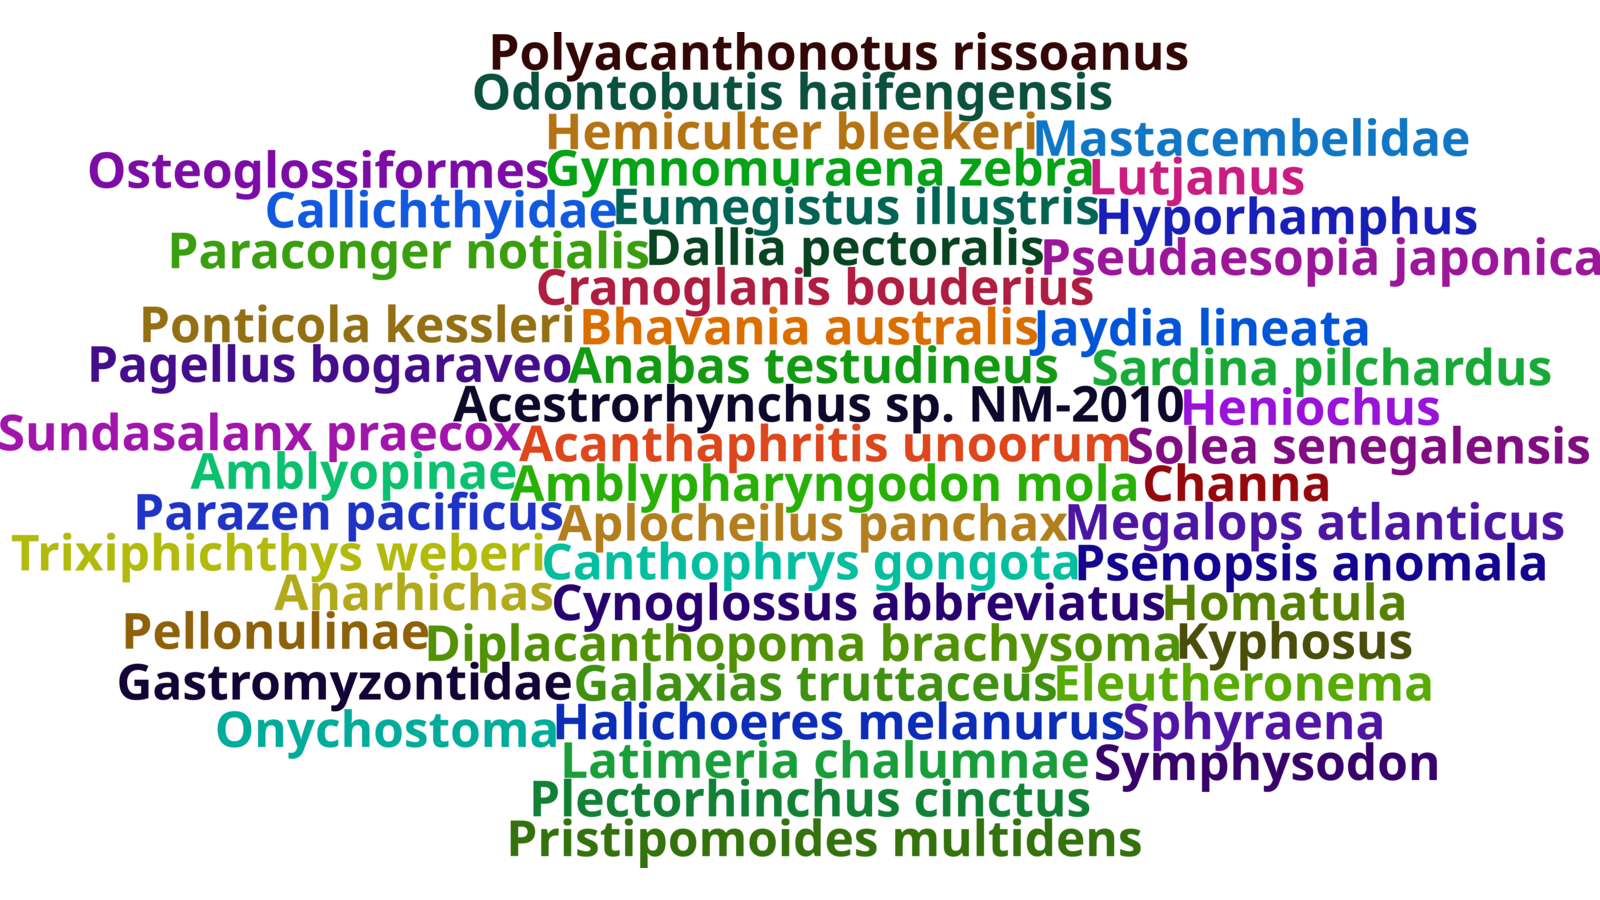 Polyacanthonotus rissoanus
Odontobutis haifengensis
Hemiculter bleekeri Mastacembelidae
Osteoglossiformes Gymnomuraena zebra Lutjanus
Callichthyidae Eumegistus illustris Hyporhamphus
Paraconger notialis Dallia pectoralis Pseudaesopia japonica
Cranoglanis bouderius
Ponticola kessleri Bhavania australis Jaydia lineata
Pagellus bogaraveo Anabas testudineus Sardina pilchardus
Acestrorhynchus sp. NM-2010 Heniochus
Sundasalanx praecox Acanthaphritis unoorum Solea senegalensis
Amblyopinae Amblypharyngodon mola Channa
Parazen pacificus Aplocheilus panchax Megalops atlanticus
Trixiphichthys weberi Canthophrys gongota Psenopsis anomala
Anarhichas Cynoglossus abbreviatus Homatula
Pellonulinae Diplacanthopoma brachysoma Kyphosus
Gastromyzontidae Galaxias truttaceus Eleutheronema
Onychostoma Halichoeres melanurus Sphyraena
Latimeria chalumnae Symphysodon
Plectorhinchus cinctus
Pristipomoides multidens